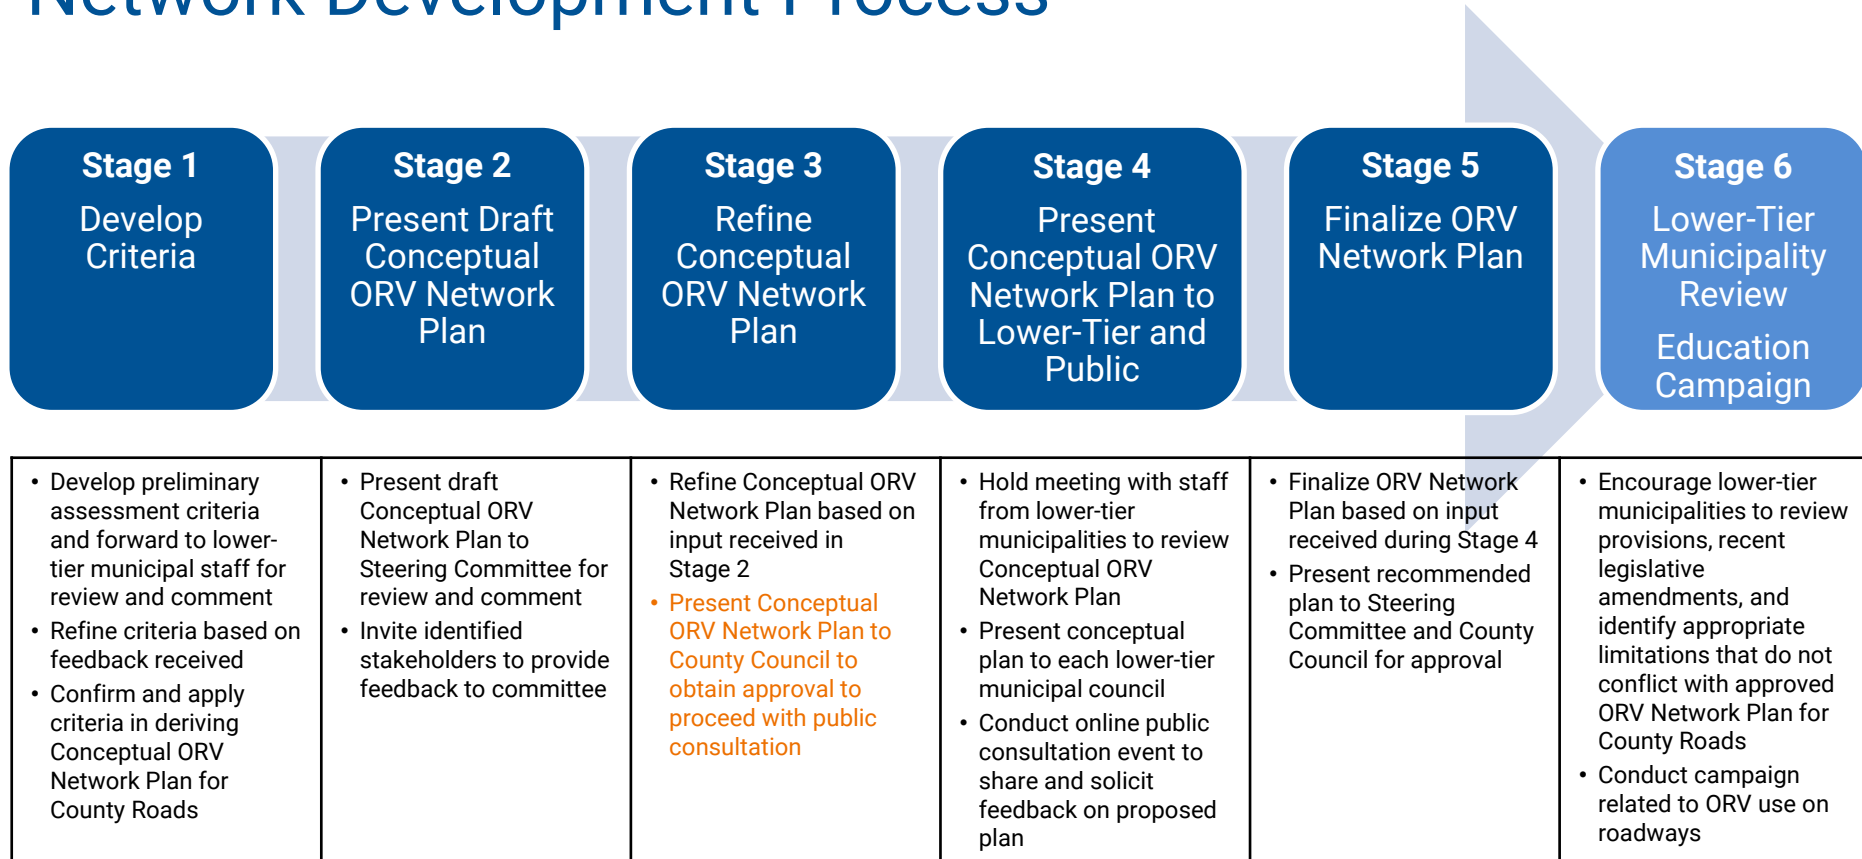 Network Development Process
Stage 1
Develop
Criteria
Stage 2
Present Draft
Conceptual
ORV Network
Plan
Stage 3
Refine
Conceptual
ORV Network
Plan
Stage 4
Present
Conceptual ORV
Network Plan to
Lower-Tier and
Public
Stage 5
Finalize ORV
Network Plan
Stage 6
Lower-Tier
Municipality
Review
Education
Campaign
• Develop preliminary
assessment criteria
and forward to lower-
tier municipal staff for
review and comment
• Refine criteria based on
feedback received
• Confirm and apply
criteria in deriving
Conceptual ORV
Network Plan for
County Roads
• Present draft
Conceptual ORV
Network Plan to
Steering Committee for
review and comment
• Invite identified
stakeholders to provide
feedback to committee
• Refine Conceptual ORV
Network Plan based on
input received in
Stage 2
• Present Conceptual
ORV Network Plan to
County Council to
obtain approval to
proceed with public
consultation
• Hold meeting with staff
from lower-tier
municipalities to review
Conceptual ORV
Network Plan
• Present conceptual
plan to each lower-tier
municipal council
• Conduct online public
consultation event to
share and solicit
feedback on proposed
plan
• Finalize ORV Network
Plan based on input
received during Stage 4
• Present recommended
plan to Steering
Committee and County
Council for approval
• Encourage lower-tier
municipalities to review
provisions, recent
legislative
amendments, and
identify appropriate
limitations that do not
conflict with approved
ORV Network Plan for
County Roads
• Conduct campaign
related to ORV use on
roadways